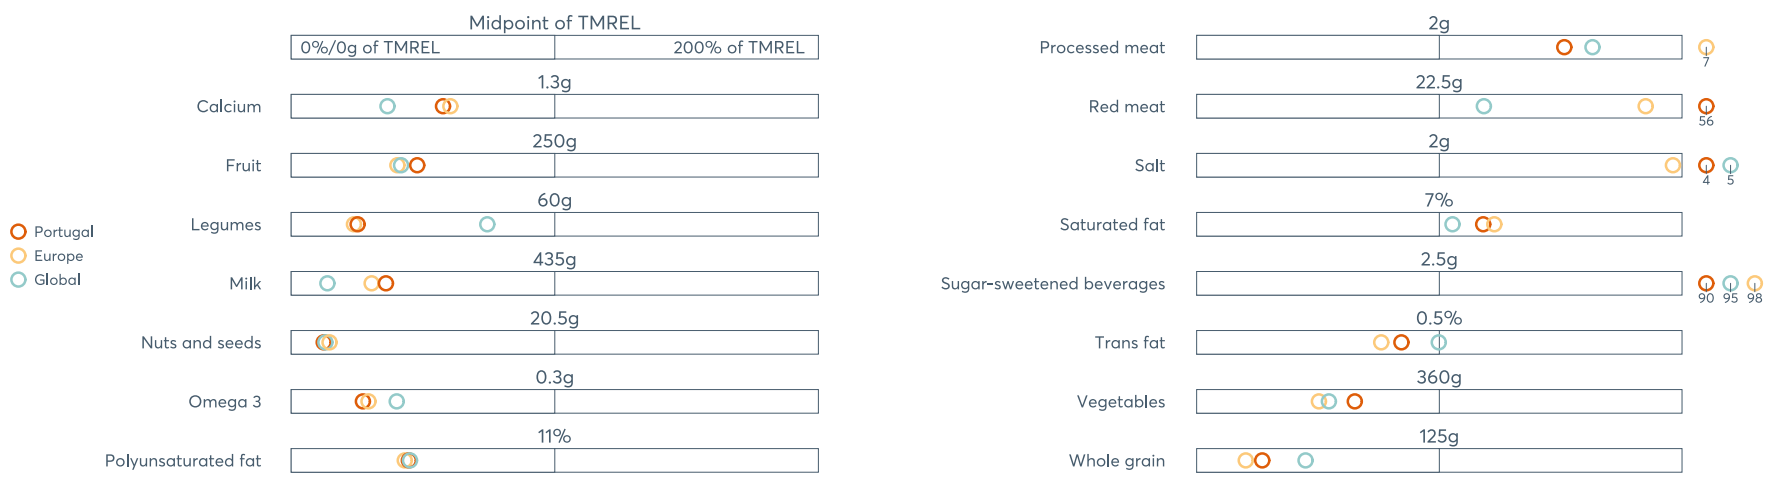 Midpoint of TMREL
0%/0g of TMREL 200% of TMREL
1.3g
Calcium
250g
Fruit
60g
Legumes
435g
Milk
20.5g
Nuts and seeds
0.3g
Omega 3
11%
Polyunsaturated fat
Portugal
Europe
Global
2g
Processed meat
7
22.5g
Red meat
56
2g
Salt
4 5
7%
Saturated fat
2.5g
Sugar-sweetened beverages
90 95 98
0.5%
Trans fat
360g
Vegetables
125g
Whole grain